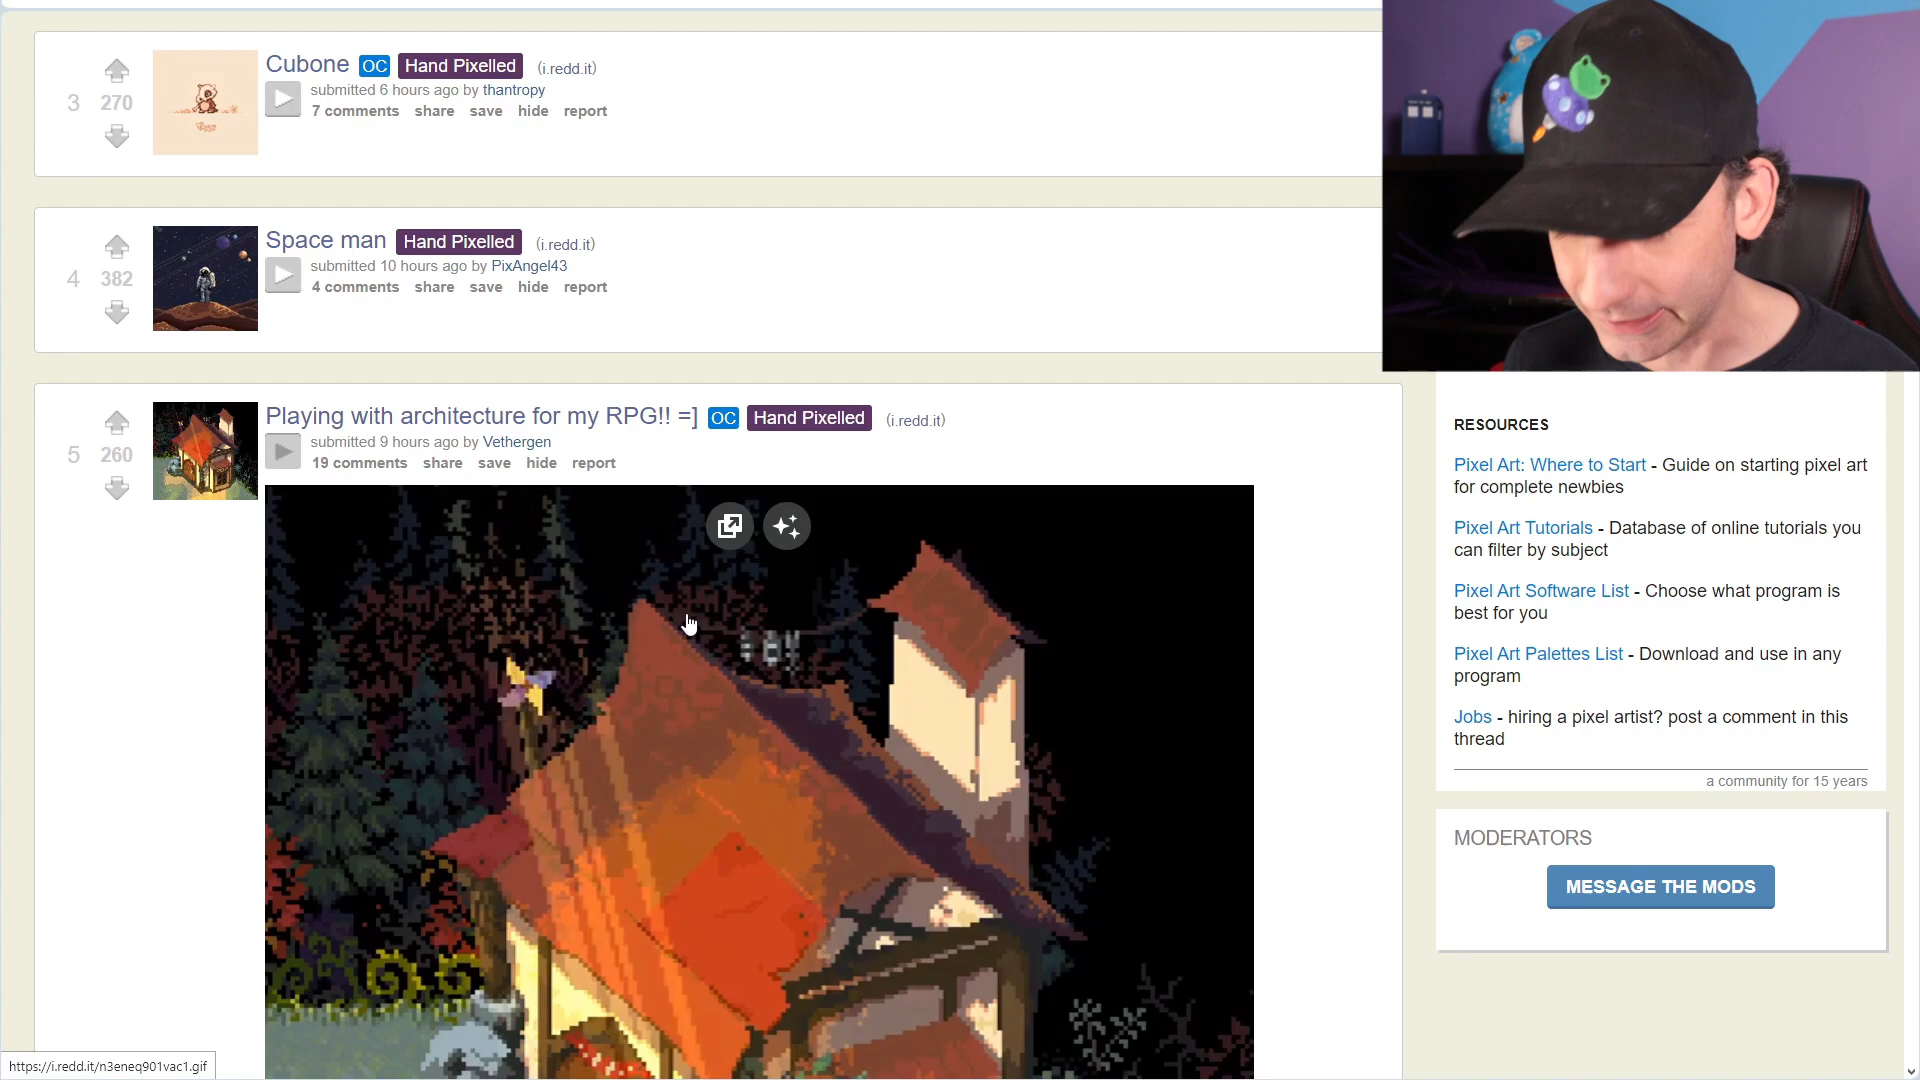 3
270
Cubone OC Hand Pixelled (i.redd.it)
submitted 6 hours ago by thantropy
7 comments share save hide report
4
382
Space man Hand Pixelled (i.redd.it)
submitted 10 hours ago by PixAngel43
4 comments share save hide report
5
260
Playing with architecture for my RPG!! =] OC Hand Pixelled (i.redd.it)
submitted 9 hours ago by Vethergen
19 comments share save hide report
RESOURCES
Pixel Art: Where to Start - Guide on starting pixel art
for complete newbies
Pixel Art Tutorials - Database of online tutorials you
can filter by subject
Pixel Art Software List - Choose what program is
best for you
Pixel Art Palettes List - Download and use in any
program
Jobs - hiring a pixel artist? post a comment in this
thread
a community for 15 years
MODERATORS
MESSAGE THE MODS
https://i.redd.it/n3eneq901vac1.gif